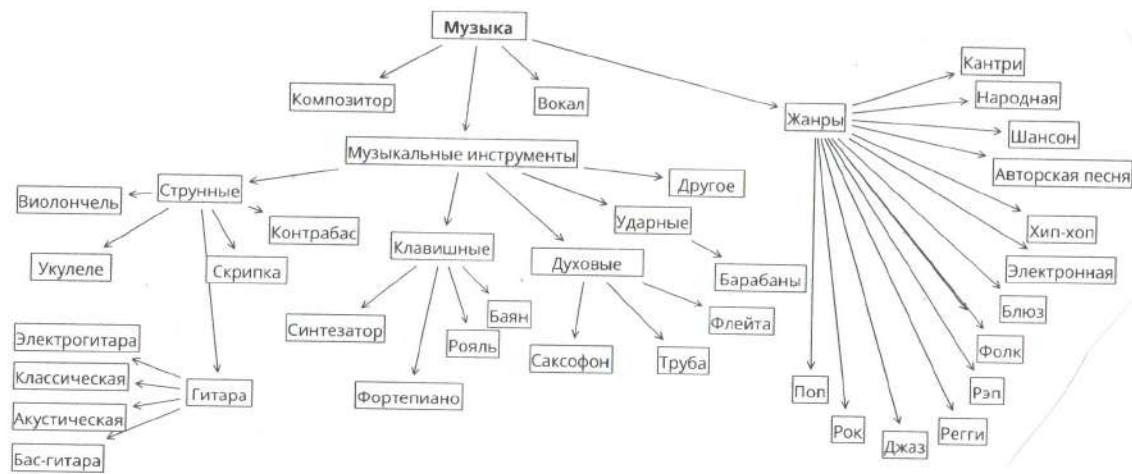 Музыка
Композитор
Вокал
Жанры
Музыкальные инструменты
Струнные
Виолончель
Укулеле
Контрабас
Скрипка
Клавишные
Духовые
Ударные
Другое
Барабаны
Синтезатор
Баян
Рояль
Фортепиано
Саксофон
Труба
Флейта
Гитара
Электрогитара
Классическая
Акустическая
Бас-гитара
Кантри
Народная
Шансон
Авторская песня
Хип-хоп
Электронная
Блюз
Фолк
Рэп
Регги
Джаз
Рок
Поп